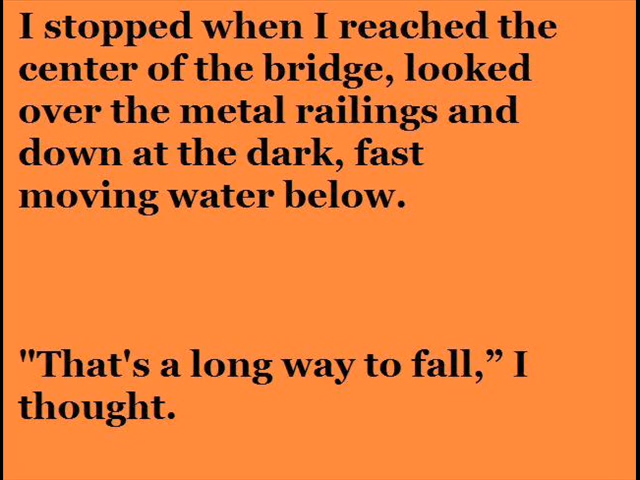 I stopped when I reached the
center of the bridge, looked
over the metal railings and
down at the dark, fast
moving water below.
"That's a long way to fall,” I
thought.